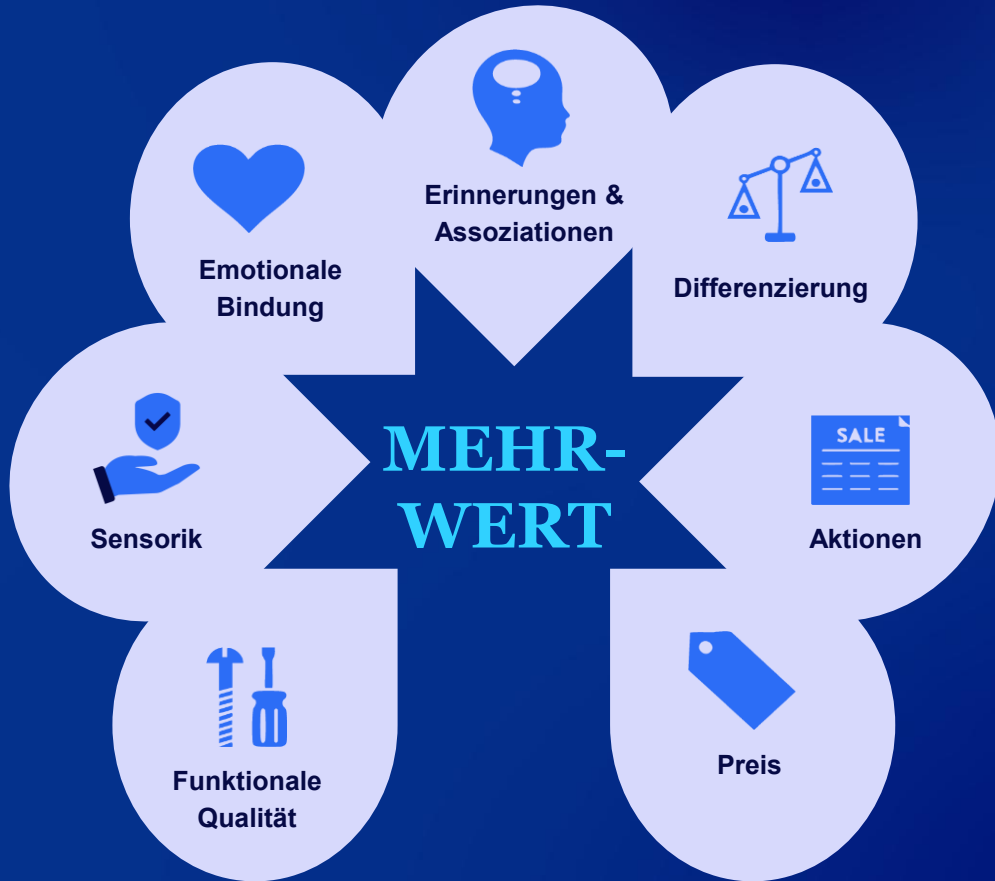 Erinnerungen &
Assoziationen
Emotionale
Bindung
Differenzierung
MEHR-
WERT
SALE
Sensorik
Aktionen
Funktionale
Qualität
Preis